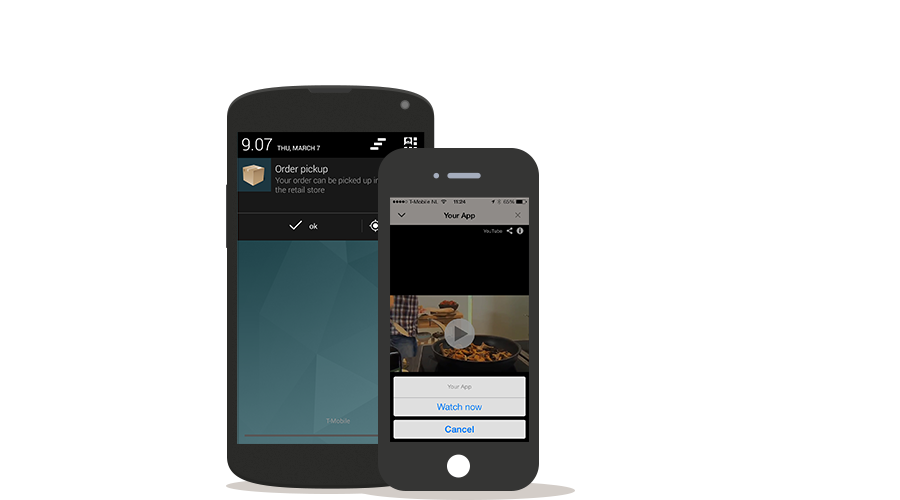 9.07 THU, MARCH 7
Order pickup
Your order can be picked up in
the retail store
ok
T-Mobile
T-Mobile NL 11:24 65%
Your App
YouTube
Your App
Watch now
Cancel